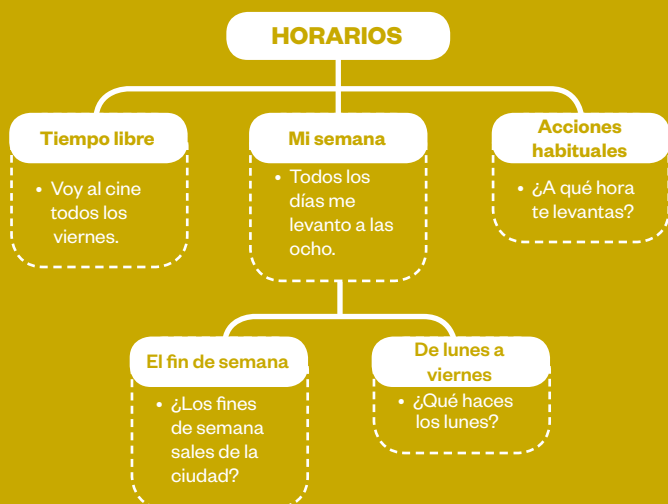 HORARIOS
Tiempo libre
• Voy al cine
todos los
viernes.
Mi semana
• Todos los
días me
levanto a las
ocho.
Acciones
habituales
• ¿A qué hora
te levantas?
El fin de semana
• ¿Los fines
de semana
sales de la
ciudad?
De lunes a
viernes
• ¿Qué haces
los lunes?